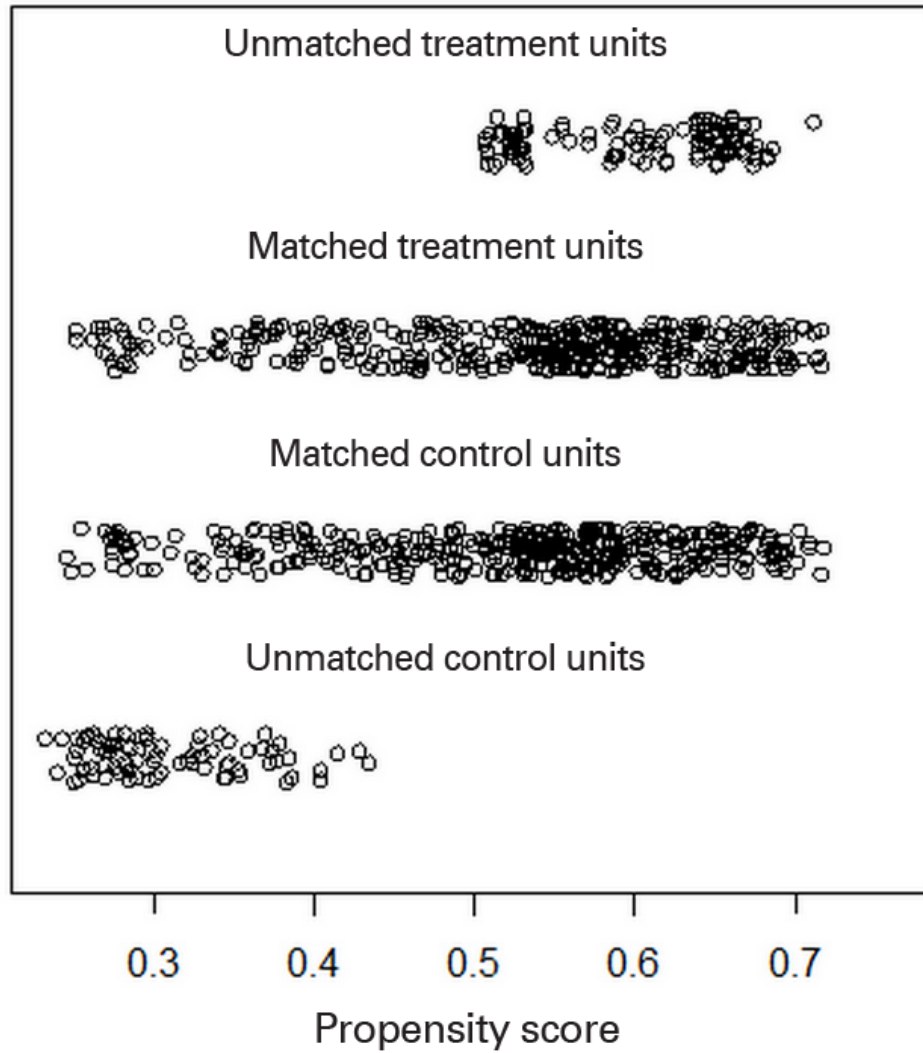 Unmatched treatment units
Matched treatment units
Matched control units
Unmatched control units
0.3 0.4 0.5 0.6 0.7
Propensity score